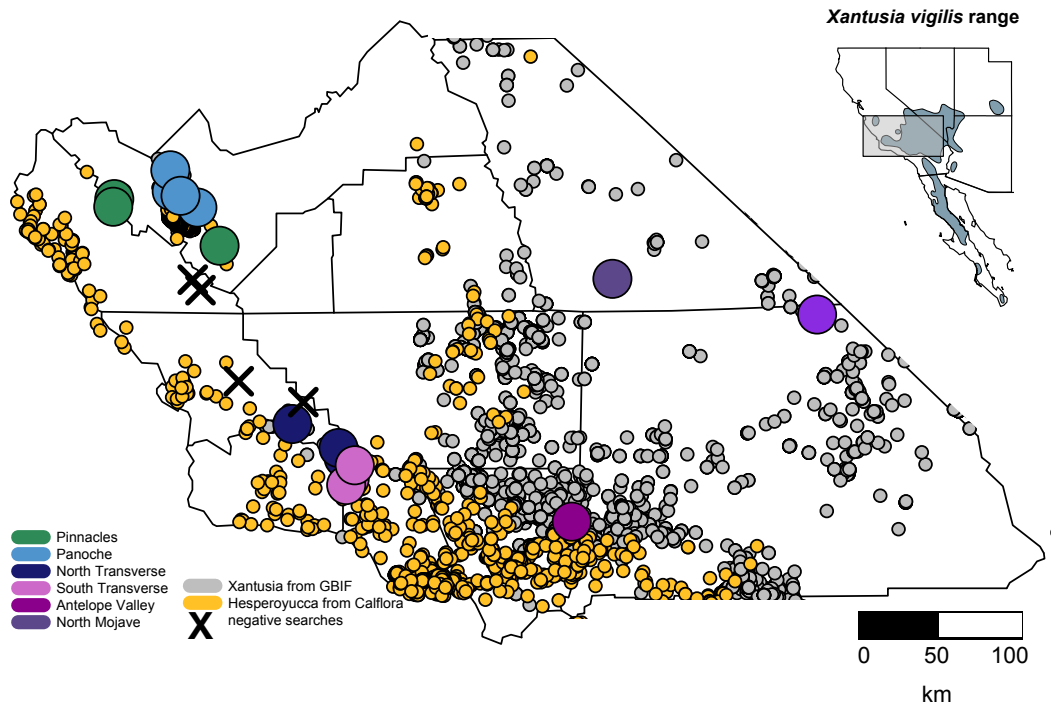 Xantusia vigilis range
Pinnacles
Panoche
North Transverse
South Transverse
Antelope Valley
North Mojave
Xantusia from GBIF
Hesperoyucca from Calflora
negative searches
0 50 100
km